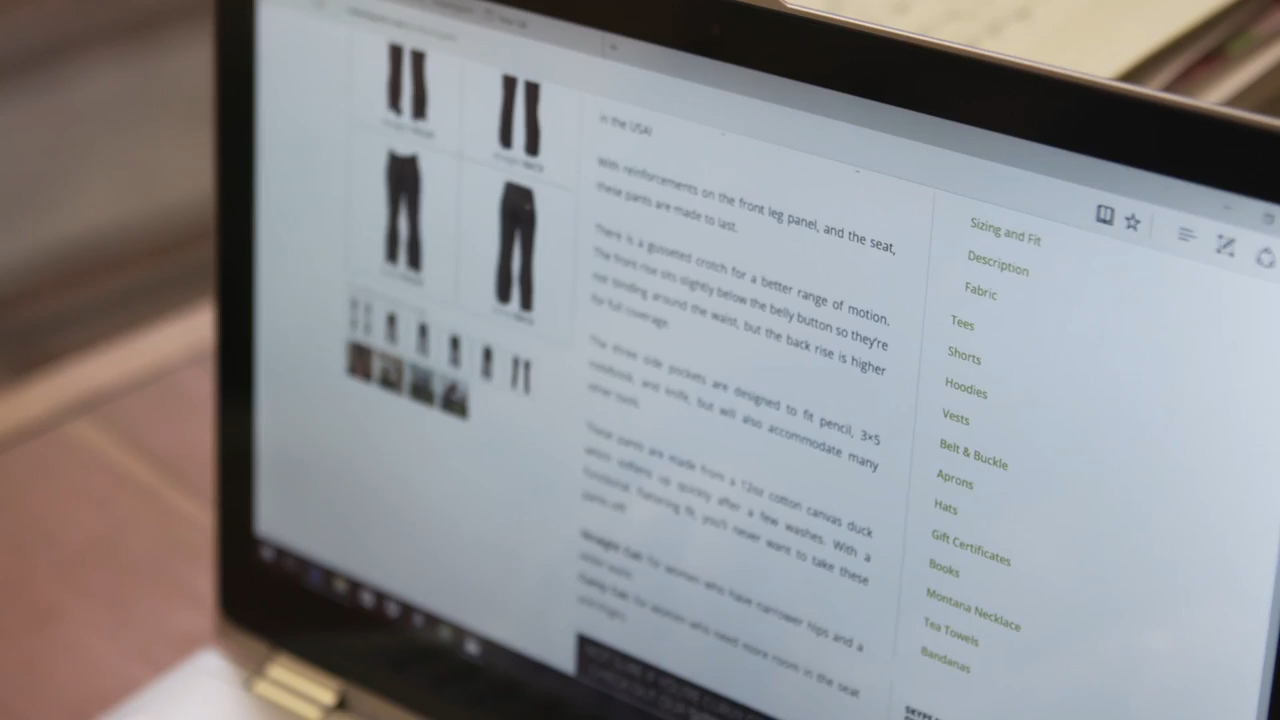 in the USA!
With reinforcements on the front leg panel, and the seat,
these pants are made to last.
There is a gusseted crotch for a better range of motion.
The front rise sits slightly below the belly button so they're
not binding around the waist, but the back rise is higher
for full coverage.
The three side pockets are designed to fit pencil, 3×5
notebook, and knife, but will also accommodate many
other tools.
These pants are made from a 12oz cotton canvas duck
which softens up quickly after a few washes. With a
functional, flattering fit, you'll never want to take these
pants off!
for women who have narrower hips and a
for women who need more room in the seat
Sizing and Fit
Description
Fabric
Tees
Shorts
Hoodies
Vests
Belt & Buckle
Aprons
Hats
Gift Certificates
Books
Montana Necklace
Tea Towels
Bandanas